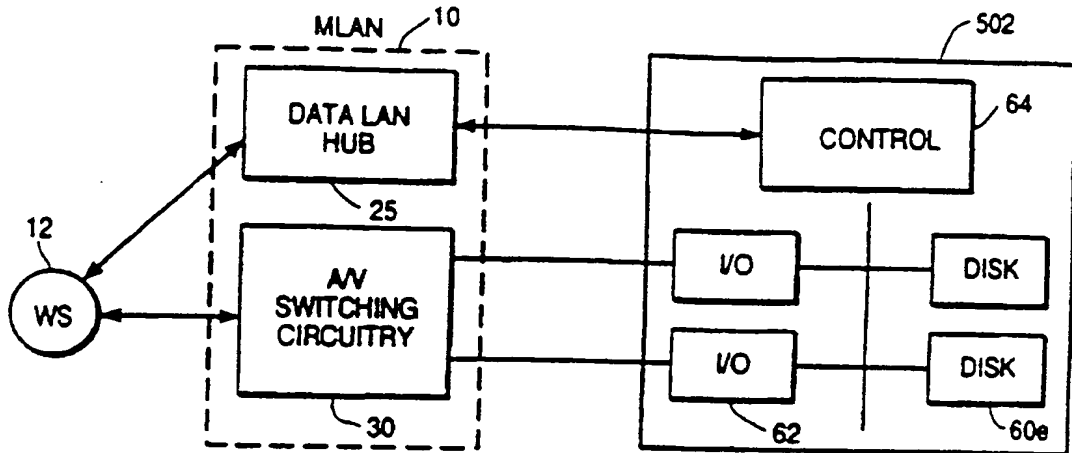 MLAN
10
502
DATA LAN
HUB
25
CONTROL
64
12
WS
A/V
SWITCHING
CIRCUITRY
30
I/O
DISK
I/O
62
DISK
60e